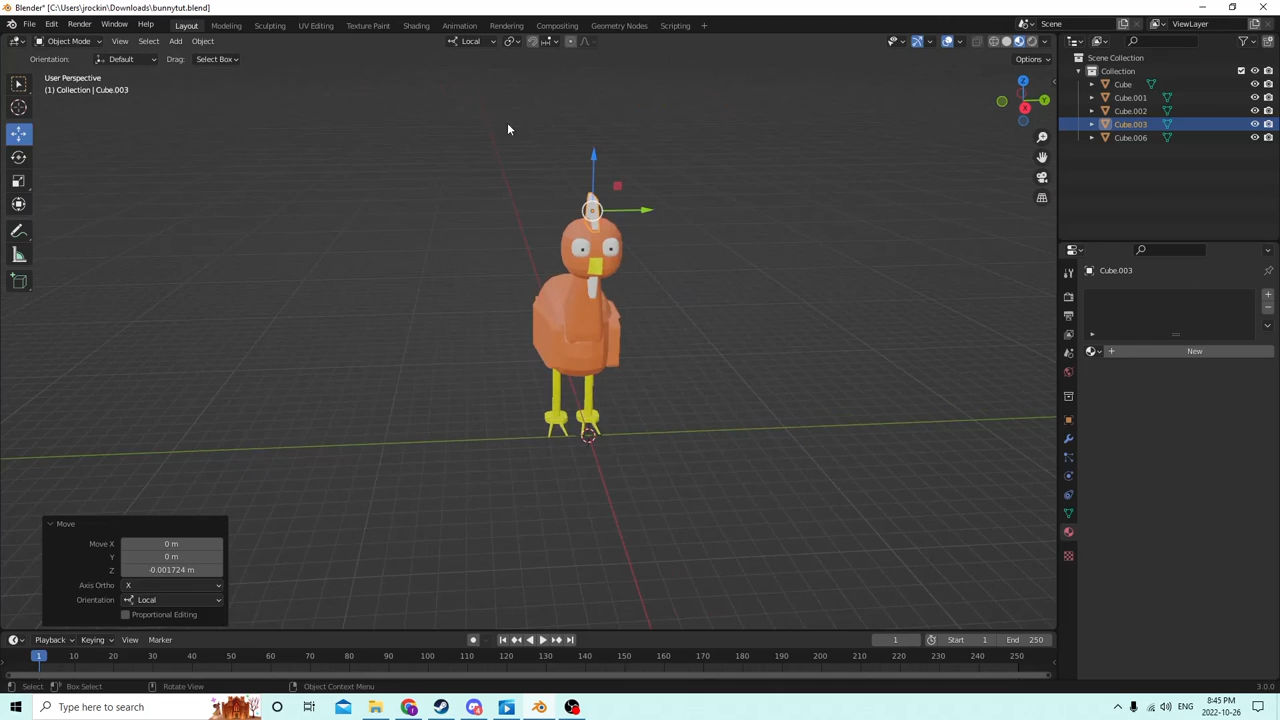 Blender* [C:\Users\jrockin\Downloads\bunnytut.blend]
File Edit Render Window Help Layout Modeling Sculpting UV Editing Texture Paint Shading Animation Rendering Compositing Geometry Nodes Scripting + Scene ViewLayer
Object Mode View Select Add Object Local
Orientation: Default Drag: Select Box Options
User Perspective
(1) Collection | Cube.003
Z
Y
X
Scene Collection
Collection
Cube
Cube.001
Cube.002
Cube.003
Cube.006
Cube.003
+ New
Move
Move X 0 m
Y 0 m
Z -0.001724 m
Axis Ortho X
Orientation Local
Proportional Editing
Playback Keying View Marker 1 Start 1 End 250
1 10 20 30 40 50 60 70 80 90 100 110 120 130 140 150 160 170 180 190 200 210 220 230 240 250
Select Box Select Rotate View Object Context Menu 3.0.0
Type here to search
ENG
8:45 PM
2022-10-26